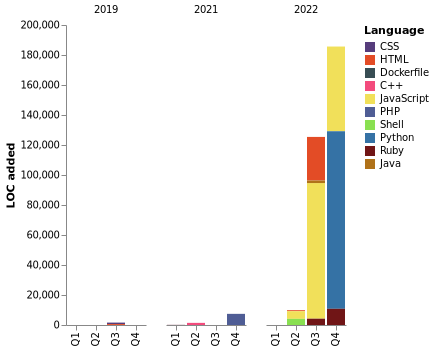 2019 2021 2022
200,000
180,000
160,000
140,000
120,000
100,000
80,000
60,000
40,000
20,000
0
LOC added
Q1 Q2 Q3 Q4 Q1 Q2 Q3 Q4 Q1 Q2 Q3 Q4
Language
CSS
HTML
Dockerfile
C++
JavaScript
PHP
Shell
Python
Ruby
Java